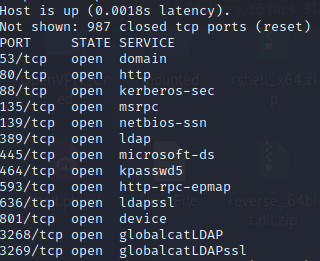 Host is up (0.0018s latency).
Not shown: 987 closed tcp ports (reset)
PORT STATE SERVICE
53/tcp open domain
80/tcp open http
88/tcp open kerberos-sec
135/tcp open msrpc
139/tcp open netbios-ssn
389/tcp open ldap
445/tcp open microsoft-ds
464/tcp open kpasswd5
593/tcp open http-rpc-epmap
636/tcp open ldapssl
801/tcp open device
3268/tcp open globalcatLDAP
3269/tcp open globalcatLDAPssl